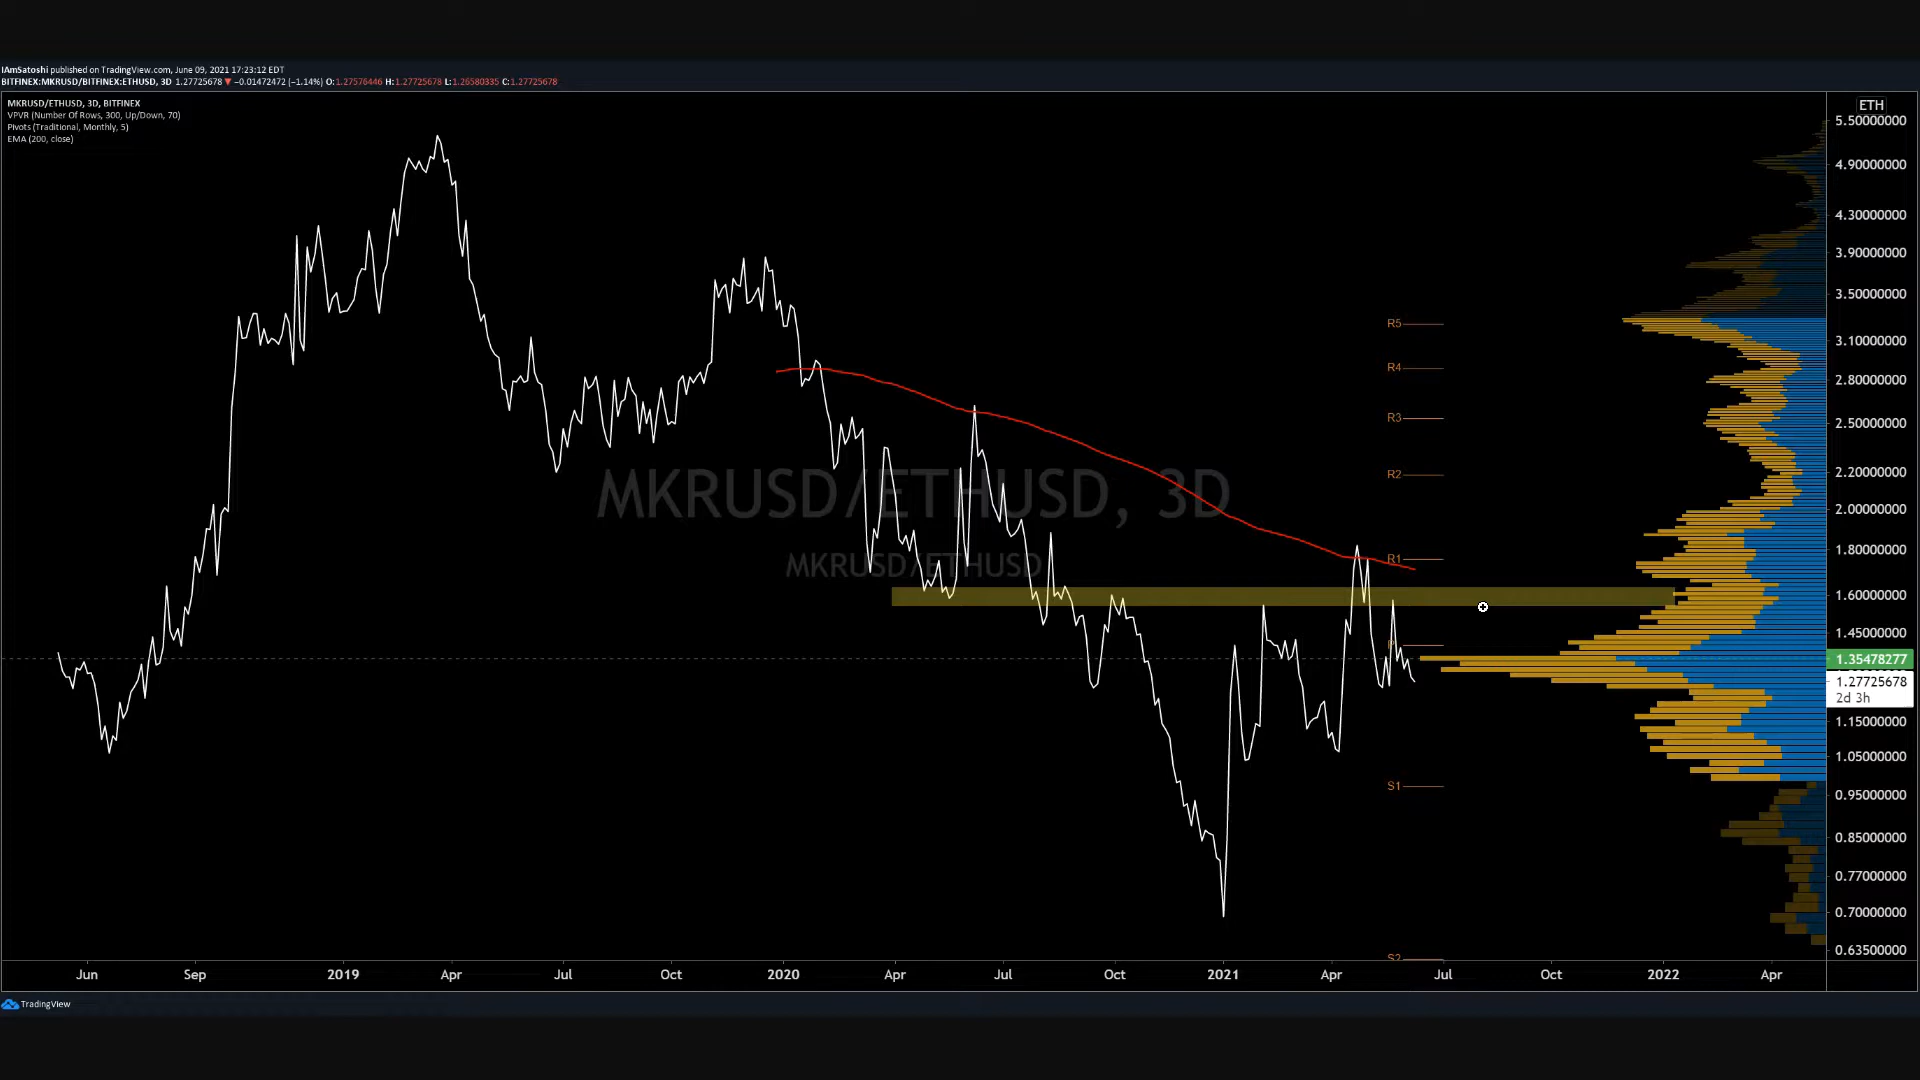 IAmSatoshi published on TradingView.com, June 09, 2021 17:23:12 EDT
BITFINEX:MKRUSD/BITFINEX:ETHUSD, 3D 1.27725678 ▼ −0.01472472 (−1.14%) O:1.27576446 H:1.27725678 L:1.26580335 C:1.27725678
MKRUSD/ETHUSD, 3D, BITFINEX
VPVR (Number Of Rows, 300, Up/Down, 70)
Pivots (Traditional, Monthly, 5)
EMA (200, close)
ETH
5.50000000
4.90000000
4.30000000
3.90000000
3.50000000
R5
3.10000000
R4
2.80000000
R3
2.50000000
R2
2.20000000
MKRUSD/ETHUSD, 3D
2.00000000
1.80000000
R1
MKRUSD/ETHUSD
1.60000000
1.45000000
P
1.35478277
1.27725678
2d 3h
1.15000000
1.05000000
S1
0.95000000
0.85000000
0.77000000
0.70000000
0.63500000
S2
Jun Sep 2019 Apr Jul Oct 2020 Apr Jul Oct 2021 Apr Jul Oct 2022 Apr
TradingView